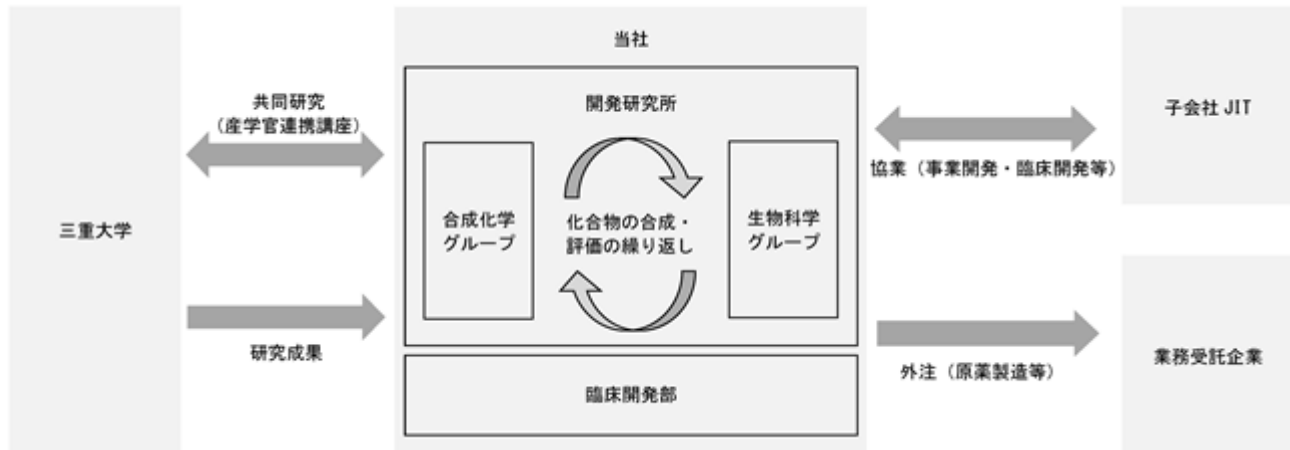 三重大学
共同研究
(産学官連携講座)
研究成果
当社
開発研究所
合成化学
グループ
化合物の合成・
評価の繰り返し
生物科学
グループ
臨床開発部
協業（事業開発・臨床開発等）
外注（原薬製造等）
子会社 JIT
業務受託企業